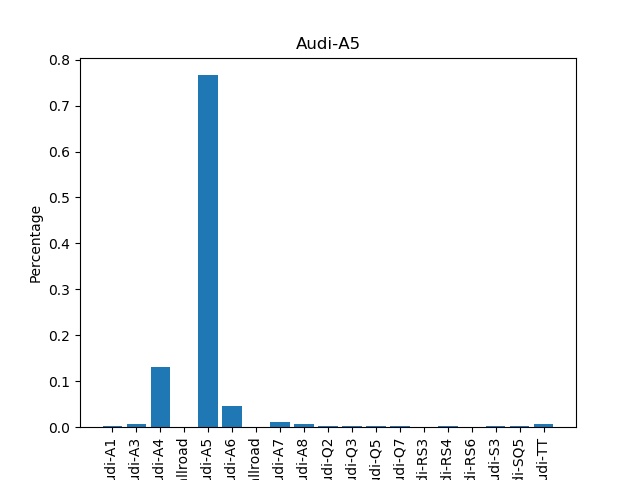 Audi-A5
Percentage
0.8
0.7
0.6
0.5
0.4
0.3
0.2
0.1
0.0
udi-A1
udi-A3
udi-A4
llroad
udi-A5
udi-A6
llroad
udi-A7
udi-A8
udi-Q2
udi-Q3
udi-Q5
udi-Q7
di-RS3
di-RS4
di-RS6
udi-S3
di-SQ5
udi-TT